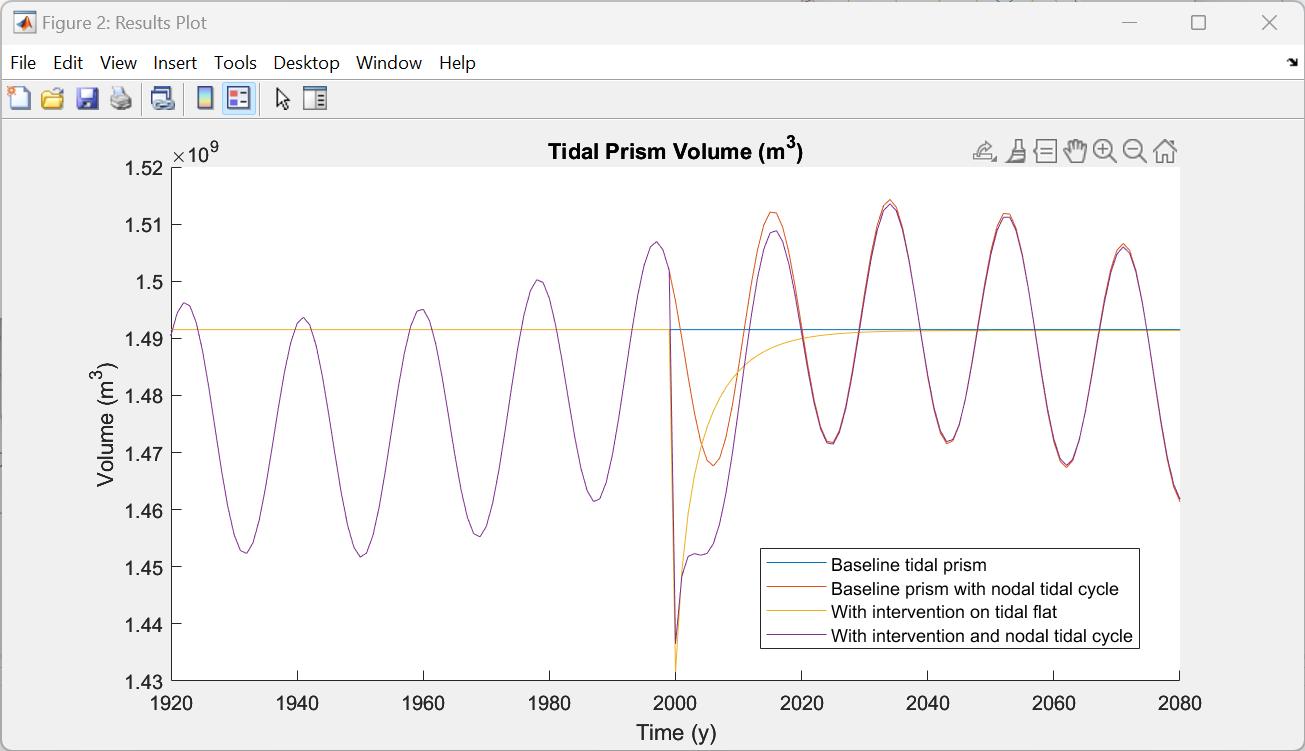 Figure 2: Results Plot
File Edit View Insert Tools Desktop Window Help
Tidal Prism Volume (m³)
×10⁹
1.52
1.51
1.5
1.49
1.48
1.47
1.46
1.45
1.44
1.43
Volume (m³)
Baseline tidal prism
Baseline prism with nodal tidal cycle
With intervention on tidal flat
With intervention and nodal tidal cycle
1920 1940 1960 1980 2000 2020 2040 2060 2080
Time (y)